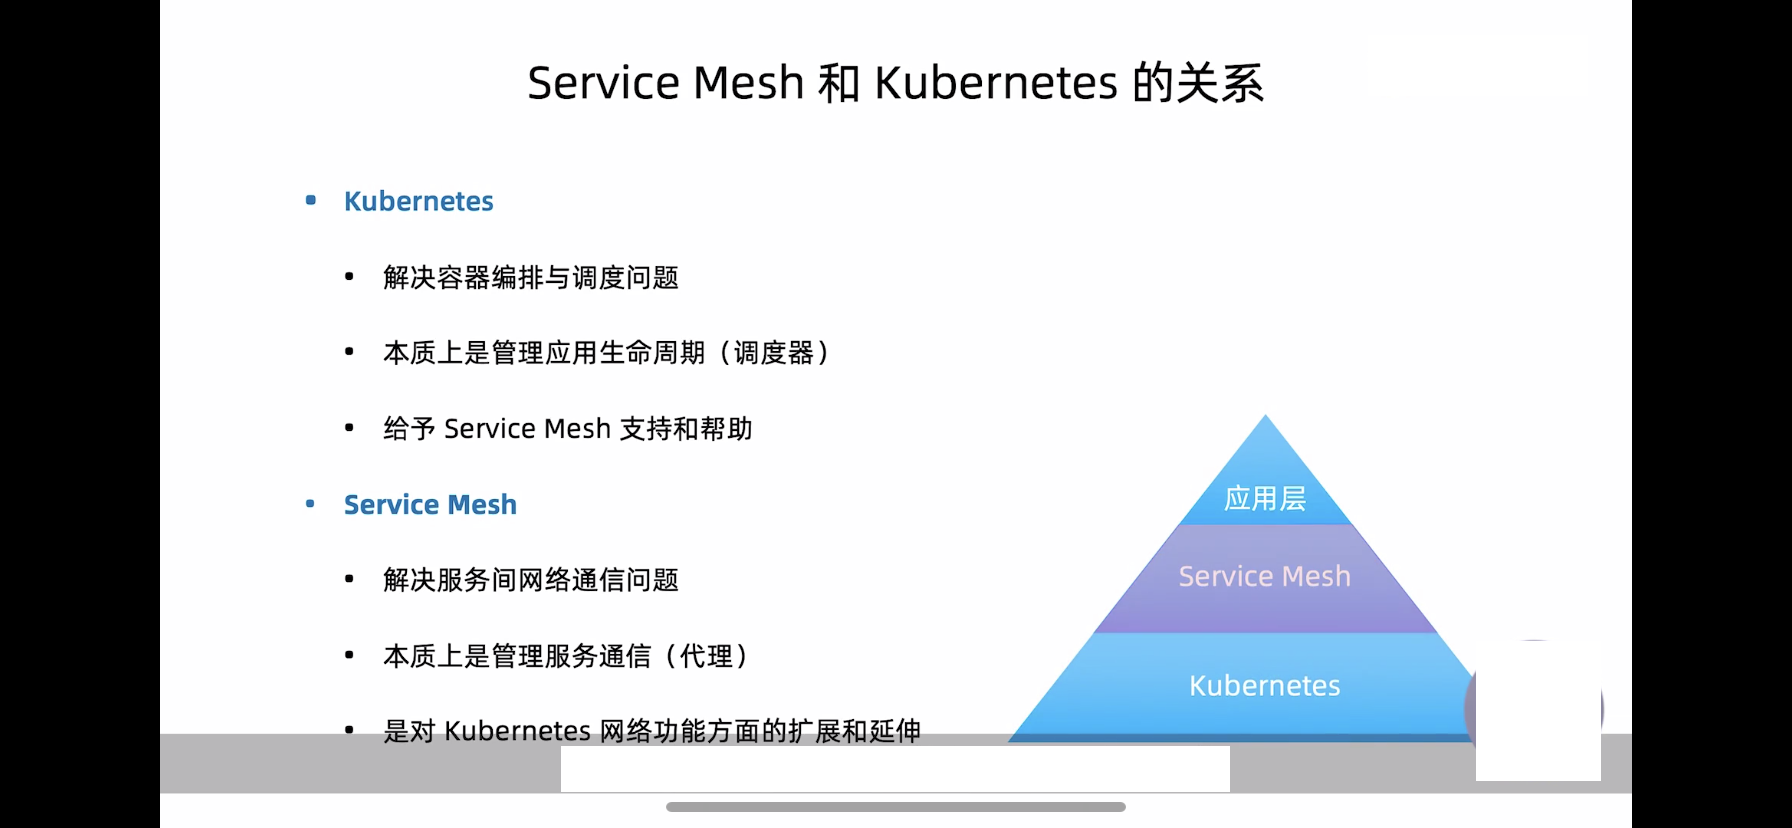 Service Mesh 和 Kubernetes 的关系
Kubernetes
解决容器编排与调度问题
本质上是管理应用生命周期（调度器）
给予 Service Mesh 支持和帮助
Service Mesh
解决服务间网络通信问题
本质上是管理服务通信（代理）
是对 Kubernetes 网络功能方面的扩展和延伸
应用层
Service Mesh
Kubernetes